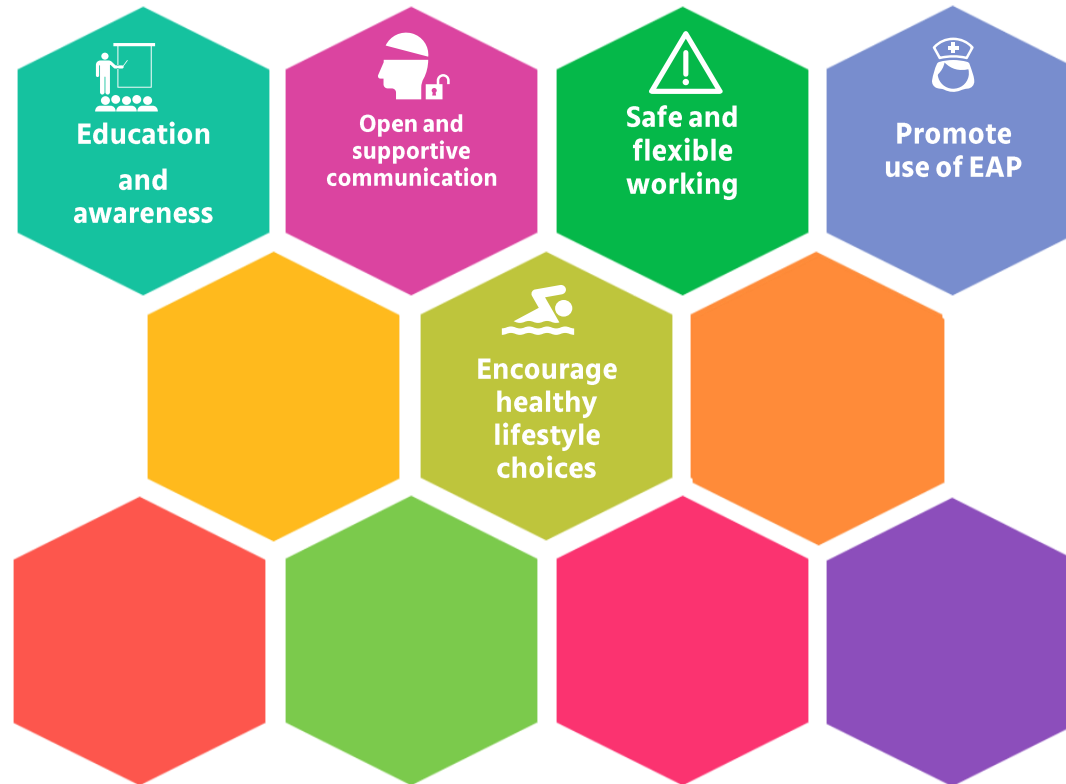 Education
and
awareness
Open and
supportive
communication
Safe and
flexible
working
Promote
use of EAP
Encourage
healthy
lifestyle
choices